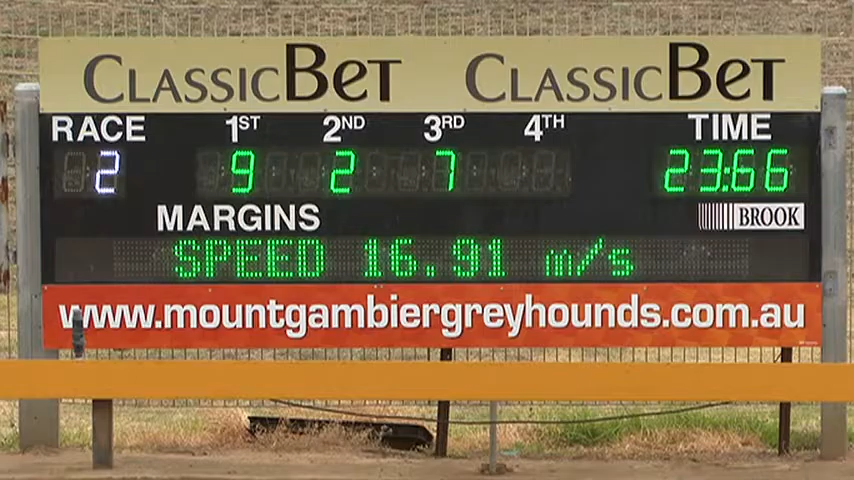 CLASSICBET CLASSICBET
RACE 1ST 2ND 3RD 4TH TIME
2 9 2 7 23:66
MARGINS BROOK
SPEED 16.91 m/s
www.mountgambiergreyhounds.com.au